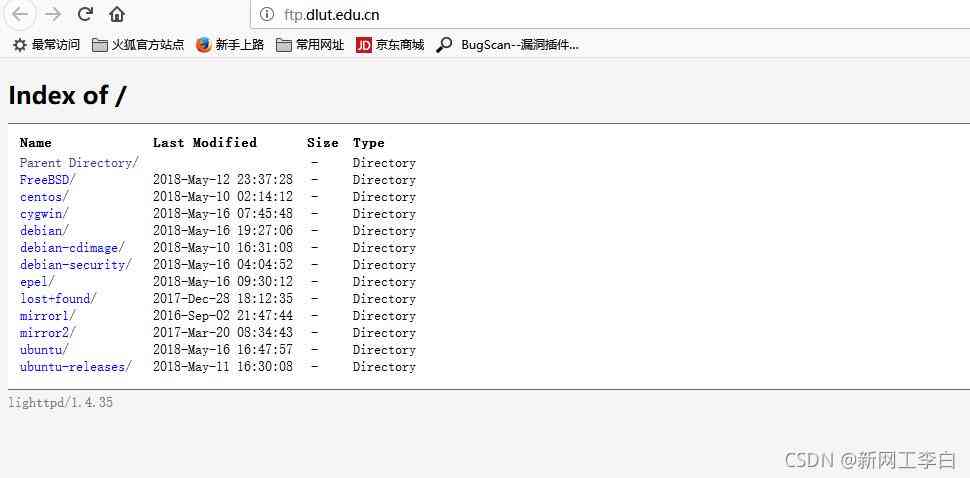 ftp.dlut.edu.cn
最常访问 火狐官方站点 新手上路 常用网址 JD 京东商城 BugScan--漏洞插件...
Index of /
Name Last Modified Size Type
Parent Directory/ - Directory
FreeBSD/ 2018-May-12 23:37:28 - Directory
centos/ 2018-May-10 02:14:12 - Directory
cygwin/ 2018-May-16 07:45:48 - Directory
debian/ 2018-May-16 19:27:06 - Directory
debian-cdimage/ 2018-May-10 16:31:08 - Directory
debian-security/ 2018-May-16 04:04:52 - Directory
epel/ 2018-May-16 09:30:12 - Directory
lost+found/ 2017-Dec-28 18:12:35 - Directory
mirror1/ 2016-Sep-02 21:47:44 - Directory
mirror2/ 2017-Mar-20 08:34:43 - Directory
ubuntu/ 2018-May-16 16:47:57 - Directory
ubuntu-releases/ 2018-May-11 16:30:08 - Directory
lighttpd/1.4.35
CSDN @新网工李白